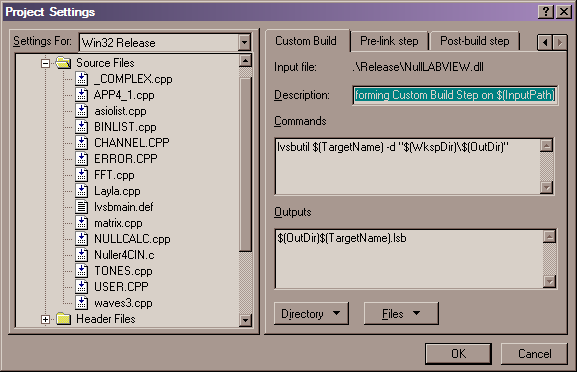 Project Settings
Settings For: Win32 Release
Source Files
_COMPLEX.cpp
APP4_1.cpp
asiolist.cpp
BINLIST.cpp
CHANNEL.CPP
ERROR.CPP
FFT.cpp
Layla.cpp
lvsbmain.def
matrix.cpp
NULLCALC.cpp
Nuller4CIN.c
TONES.cpp
USER.CPP
waves3.cpp
Header Files
Custom Build Pre-link step Post-build step
Input file: .\Release\NullLABVIEW.dll
Description: forming Custom Build Step on $(InputPath)
Commands
lvsbutil $(TargetName) -d "$(WkspDir)\$(OutDir)"
Outputs
$(OutDir)$(TargetName).lsb
Directory Files
OK Cancel